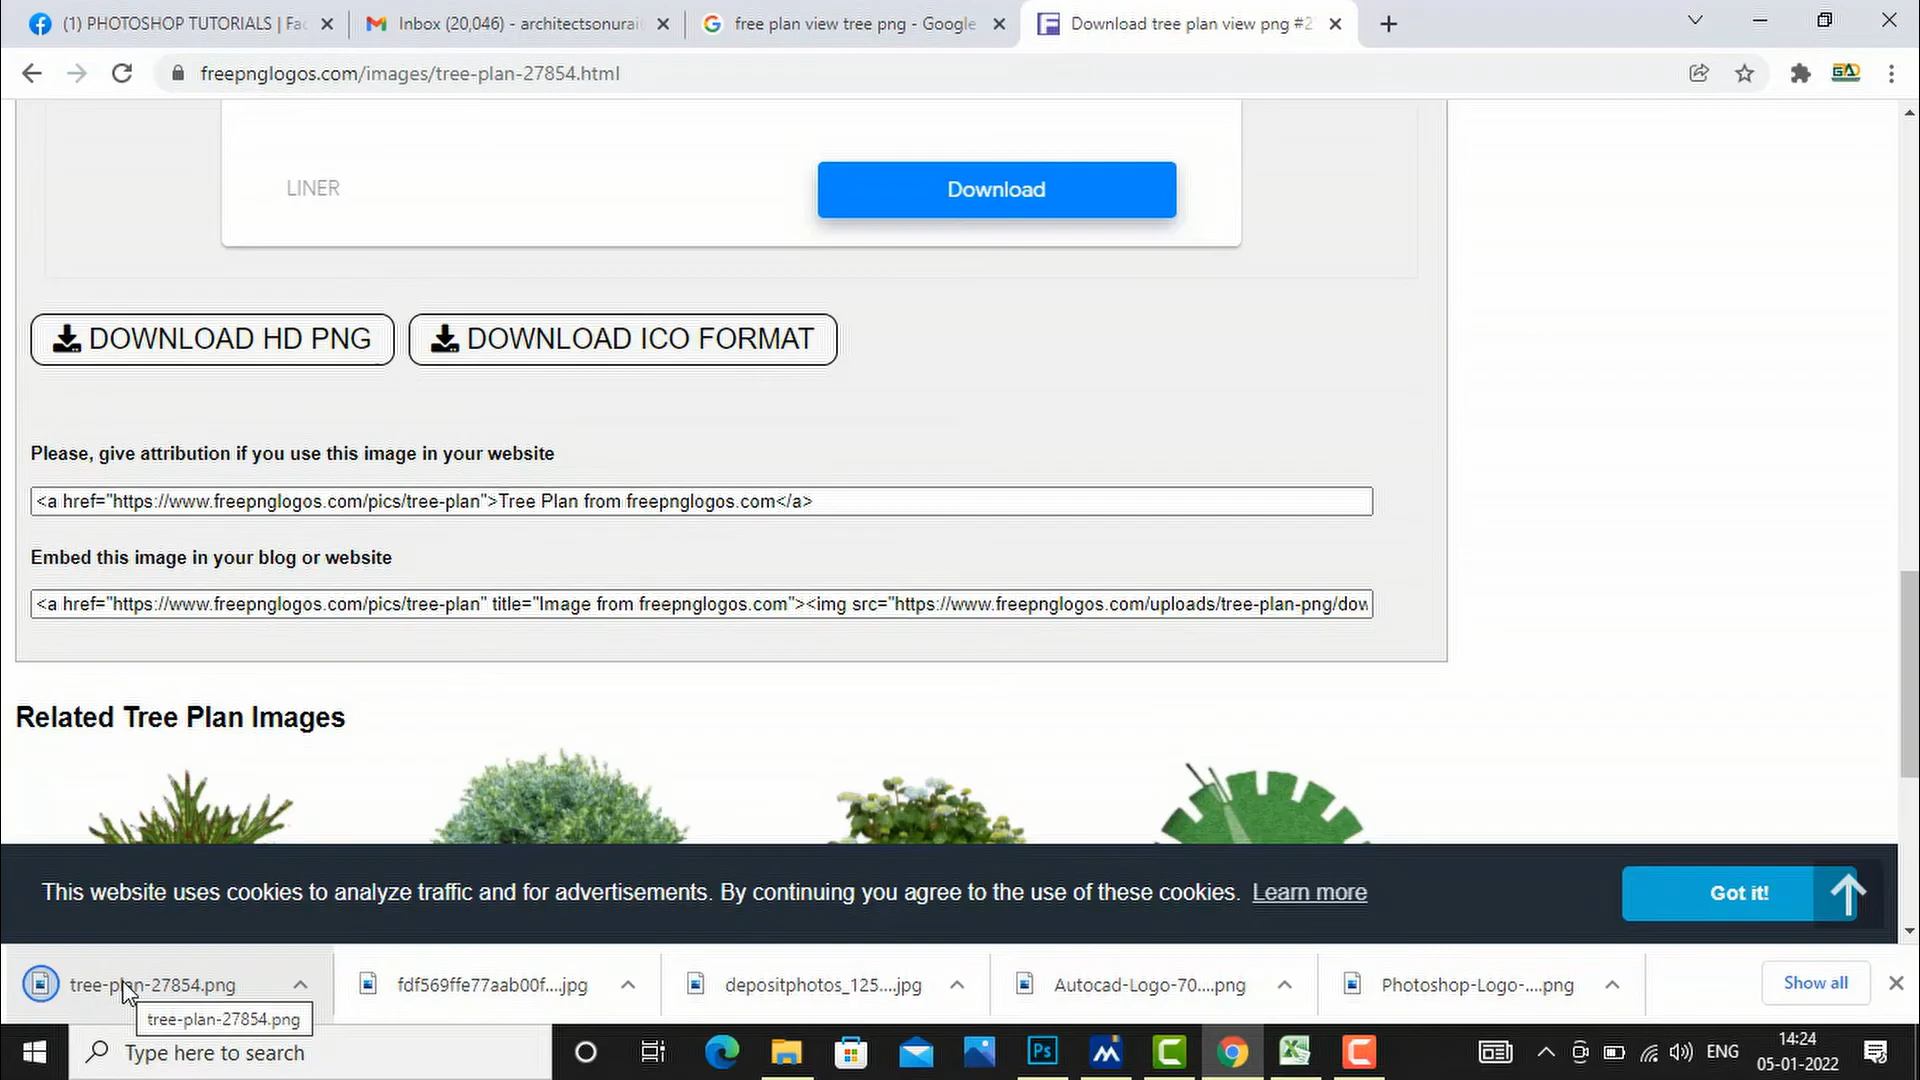 (1) PHOTOSHOP TUTORIALS | Fac
Inbox (20,046) - architectsonurai
free plan view tree png - Google
Download tree plan view png #2
freepnglogos.com/images/tree-plan-27854.html
LINER
Download
DOWNLOAD HD PNG
DOWNLOAD ICO FORMAT
Please, give attribution if you use this image in your website
<a href="https://www.freepnglogos.com/pics/tree-plan">Tree Plan from freepnglogos.com</a>
Embed this image in your blog or website
<a href="https://www.freepnglogos.com/pics/tree-plan" title="Image from freepnglogos.com"><img src="https://www.freepnglogos.com/uploads/tree-plan-png/dow
Related Tree Plan Images
This website uses cookies to analyze traffic and for advertisements. By continuing you agree to the use of these cookies. Learn more
Got it!
tree-plan-27854.png
fdf569ffe77aab00f....jpg
depositphotos_125....jpg
Autocad-Logo-70....png
Photoshop-Logo-....png
Show all
tree-plan-27854.png
Type here to search
Ps
ENG
14:24
05-01-2022